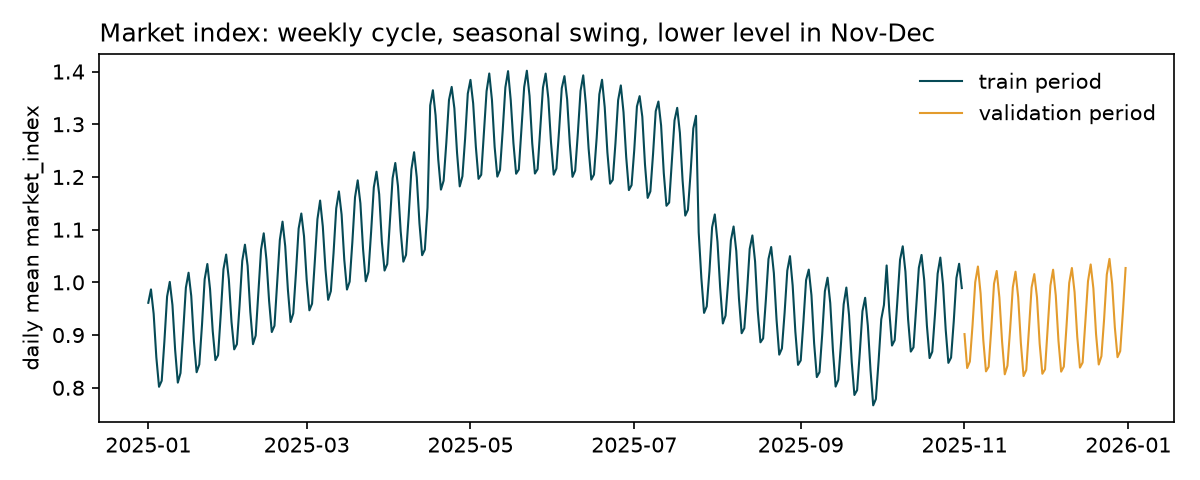 Market index: weekly cycle, seasonal swing, lower level in Nov-Dec
train period
validation period
daily mean market_index
1.4
1.3
1.2
1.1
1.0
0.9
0.8
2025-01 2025-03 2025-05 2025-07 2025-09 2025-11 2026-01